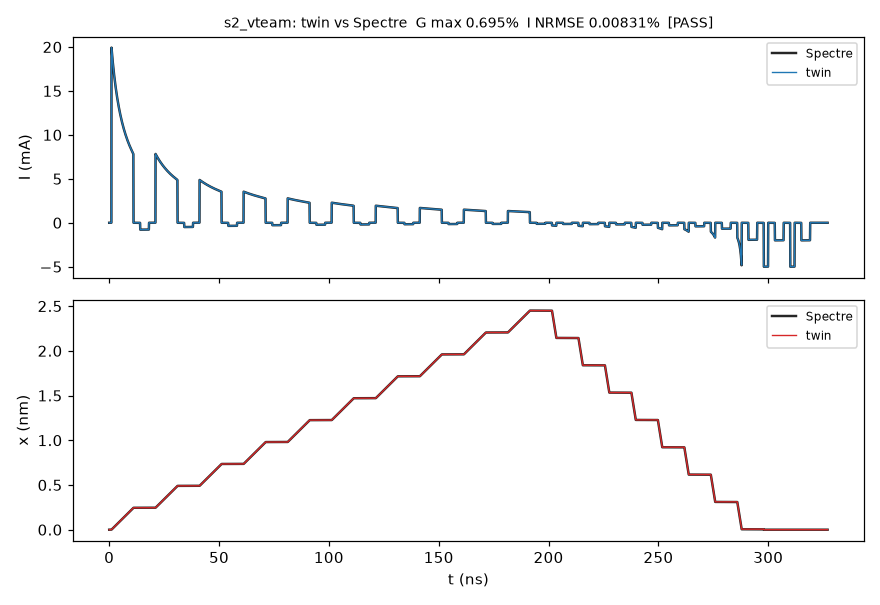 s2_vteam: twin vs Spectre  G max 0.695%  I NRMSE 0.00831%  [PASS]
I (mA)
20
15
10
5
0
−5
Spectre
twin
x (nm)
2.5
2.0
1.5
1.0
0.5
0.0
Spectre
twin
0 50 100 150 200 250 300
t (ns)